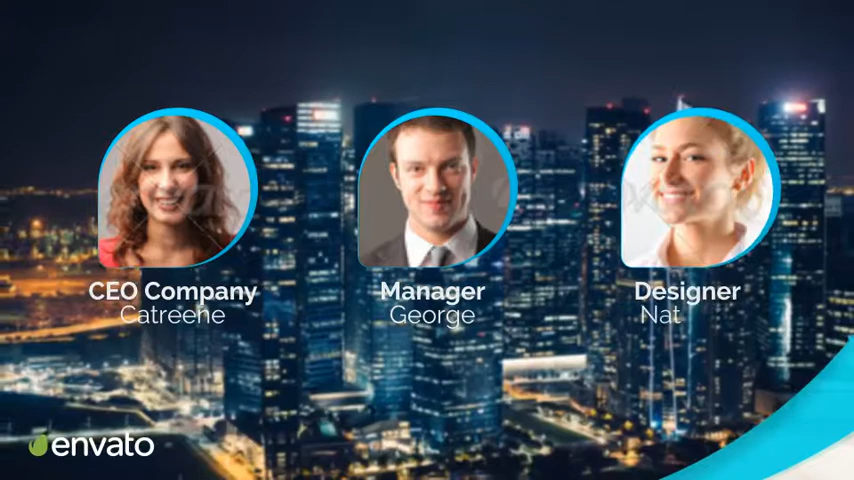 CEO Company
Catreene
Manager
George
Designer
Nat
envato